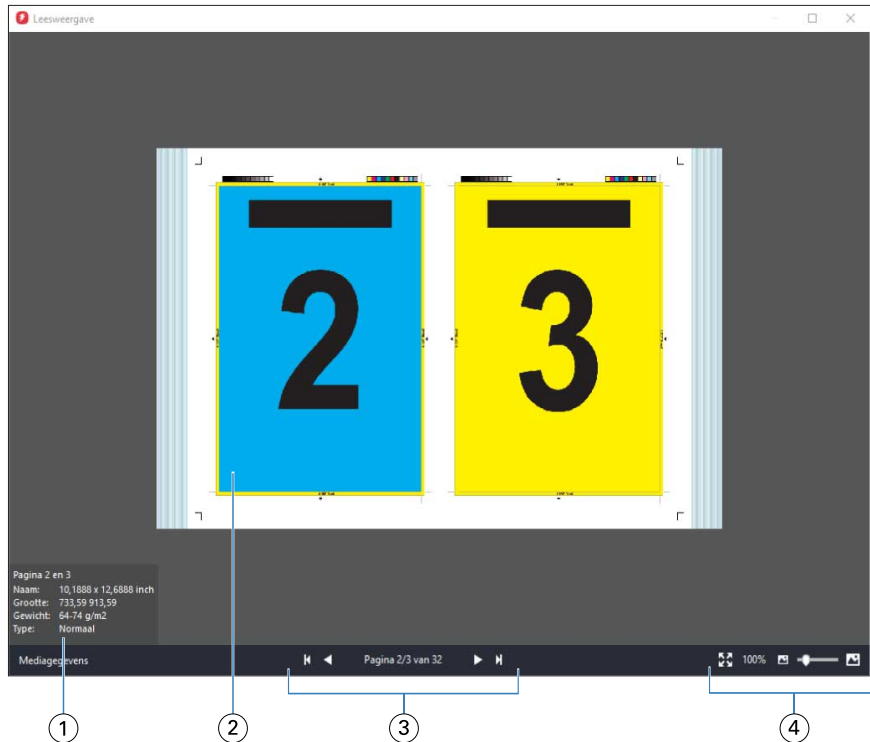 Leesweergave
2 3
Pagina 2 en 3
Naam: 10,1888 x 12,6888 inch
Grootte: 733,59 913,59
Gewicht: 64-74 g/m2
Type: Normaal
Mediagegevens Pagina 2/3 van 32 100%
1 2 3 4